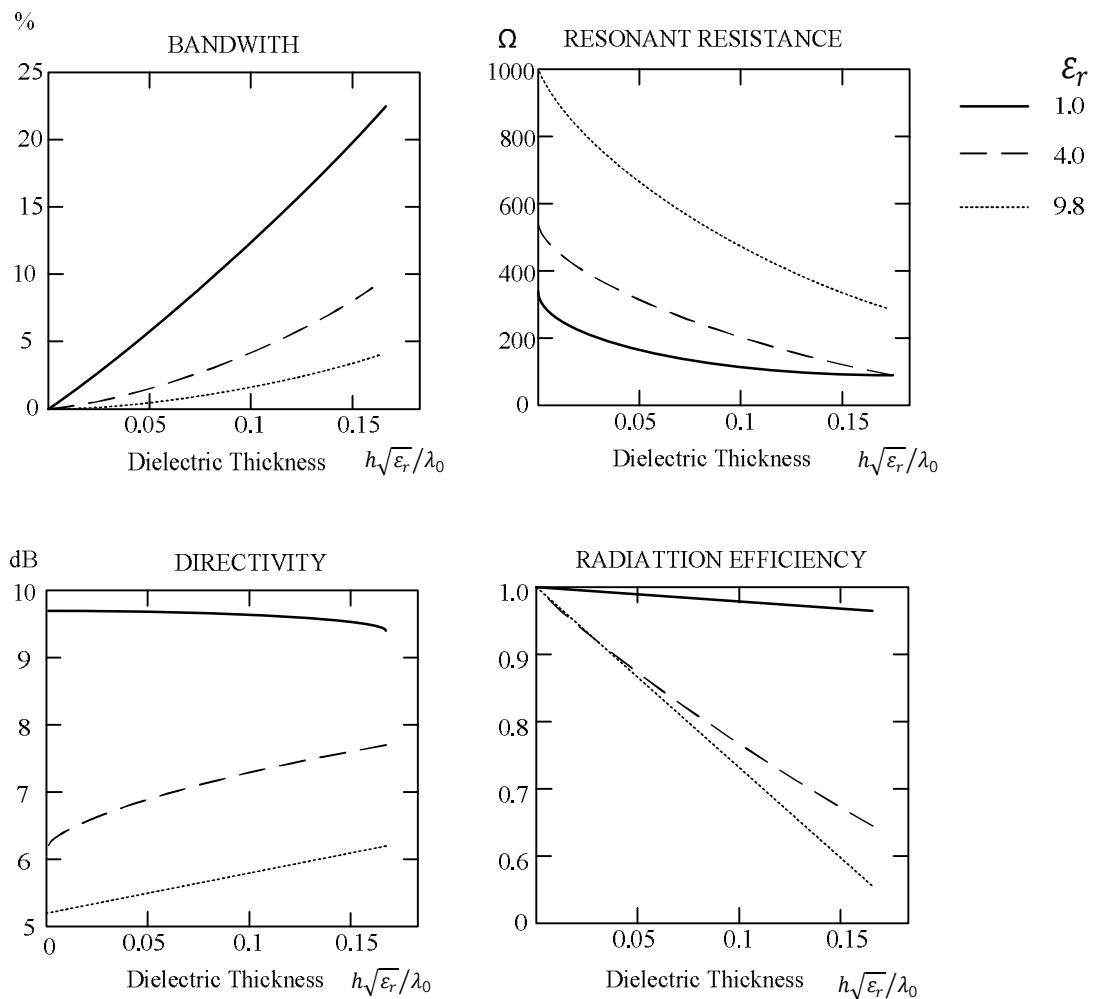 %
BANDWITH
25
20
15
10
5
0
0.05
0.1
0.15
Dielectric Thickness
h√εr/λ0
Ω
RESONANT RESISTANCE
1000
800
600
400
200
0
0.05
0.1
0.15
Dielectric Thickness
h√εr/λ0
εr
1.0
4.0
9.8
dB
DIRECTIVITY
10
9
8
7
6
5
0
0.05
0.1
0.15
Dielectric Thickness
h√εr/λ0
RADIATTION EFFICIENCY
1.0
0.9
0.8
0.7
0.6
0
0.05
0.1
0.15
Dielectric Thickness
h√εr/λ0